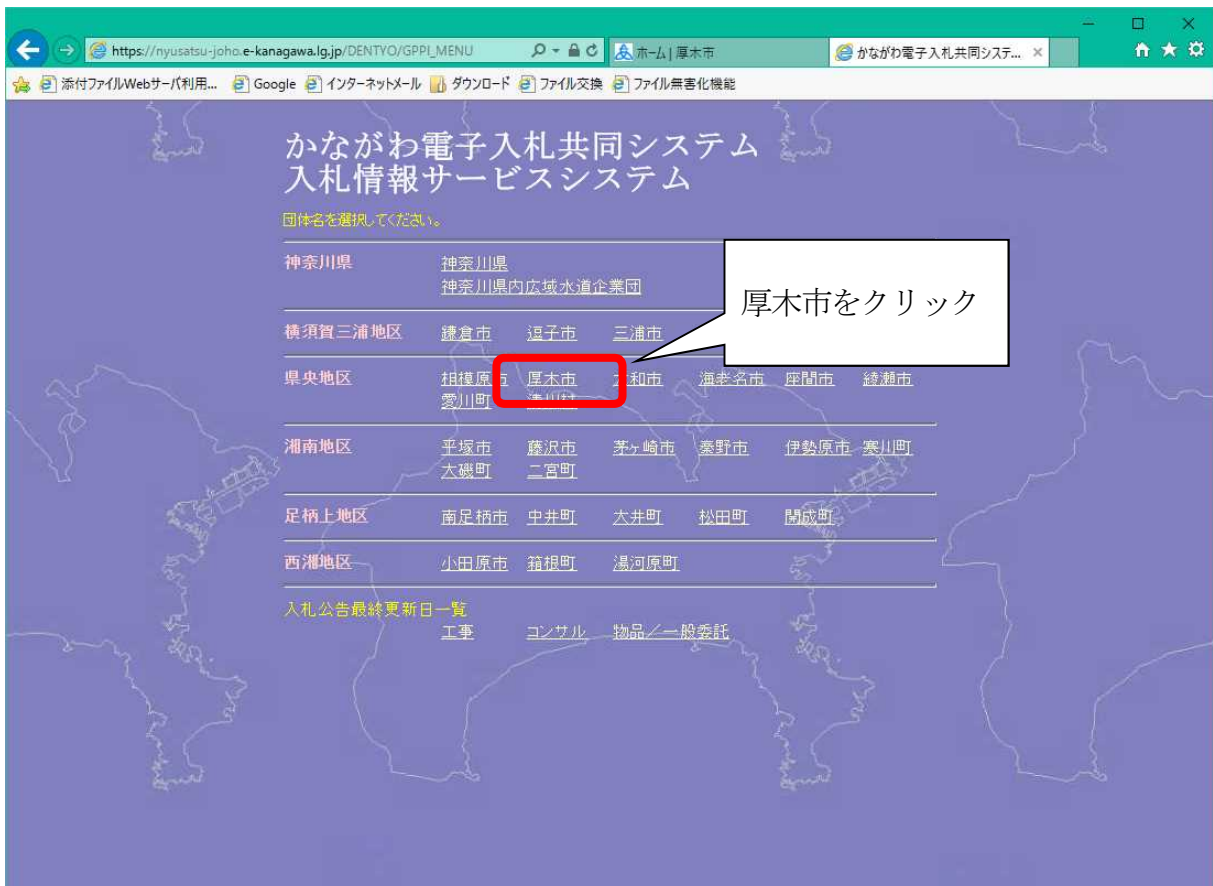 https://nyusatsu-joho.e-kanagawa.lg.jp/DENTYO/GPPI_MENU
ホーム | 厚木市
かながわ電子入札共同システ...
添付ファイルWebサーバ利用... Google インターネットメール ダウンロード ファイル交換 ファイル無害化機能
かながわ電子入札共同システム
入札情報サービスシステム
団体名を選択してください。
神奈川県 神奈川県
神奈川県内広域水道企業団
厚木市をクリック
横須賀三浦地区 鎌倉市 逗子市 三浦市
県央地区 相模原市 厚木市 大和市 海老名市 座間市 綾瀬市
愛川町 清川村
湘南地区 平塚市 藤沢市 茅ヶ崎市 秦野市 伊勢原市 寒川町
大磯町 二宮町
足柄上地区 南足柄市 中井町 大井町 松田町 開成町
西湘地区 小田原市 箱根町 湯河原町
入札公告最終更新日一覧
工事 コンサル 物品/一般委託